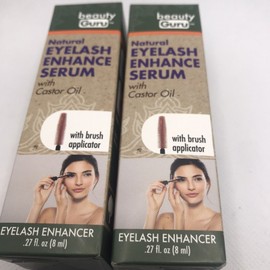 beauty
Guru
Natural
EYELASH
ENHANCE
SERUM
with
Castor Oil
with brush
applicator
EYELASH ENHANCER
.27 fl. oz (8 ml)
beauty
Guru
Natural
EYELASH
ENHANCE
SERUM
with
Castor Oil
with brush
applicator
EYELASH ENHANCER
.27 fl. oz (8 ml)